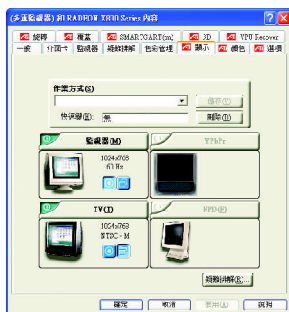 (多重監視器) 和 RADEON X800 Series 內容
旋轉 覆蓋 SMARTGART(tm) 3D VPU Recover
一般 介面卡 監視器 疑難排解 色彩管理 顯示 顏色 選項
作業方式(S)
儲存(V)
快速鍵(K): 無 刪除(D)
監視器(M) YPbPr
1024x768
60 Hz
TV(T) FPD(F)
1024x768
NTSC - M
疑難排解(R)...
確定 取消 套用(A) 說明